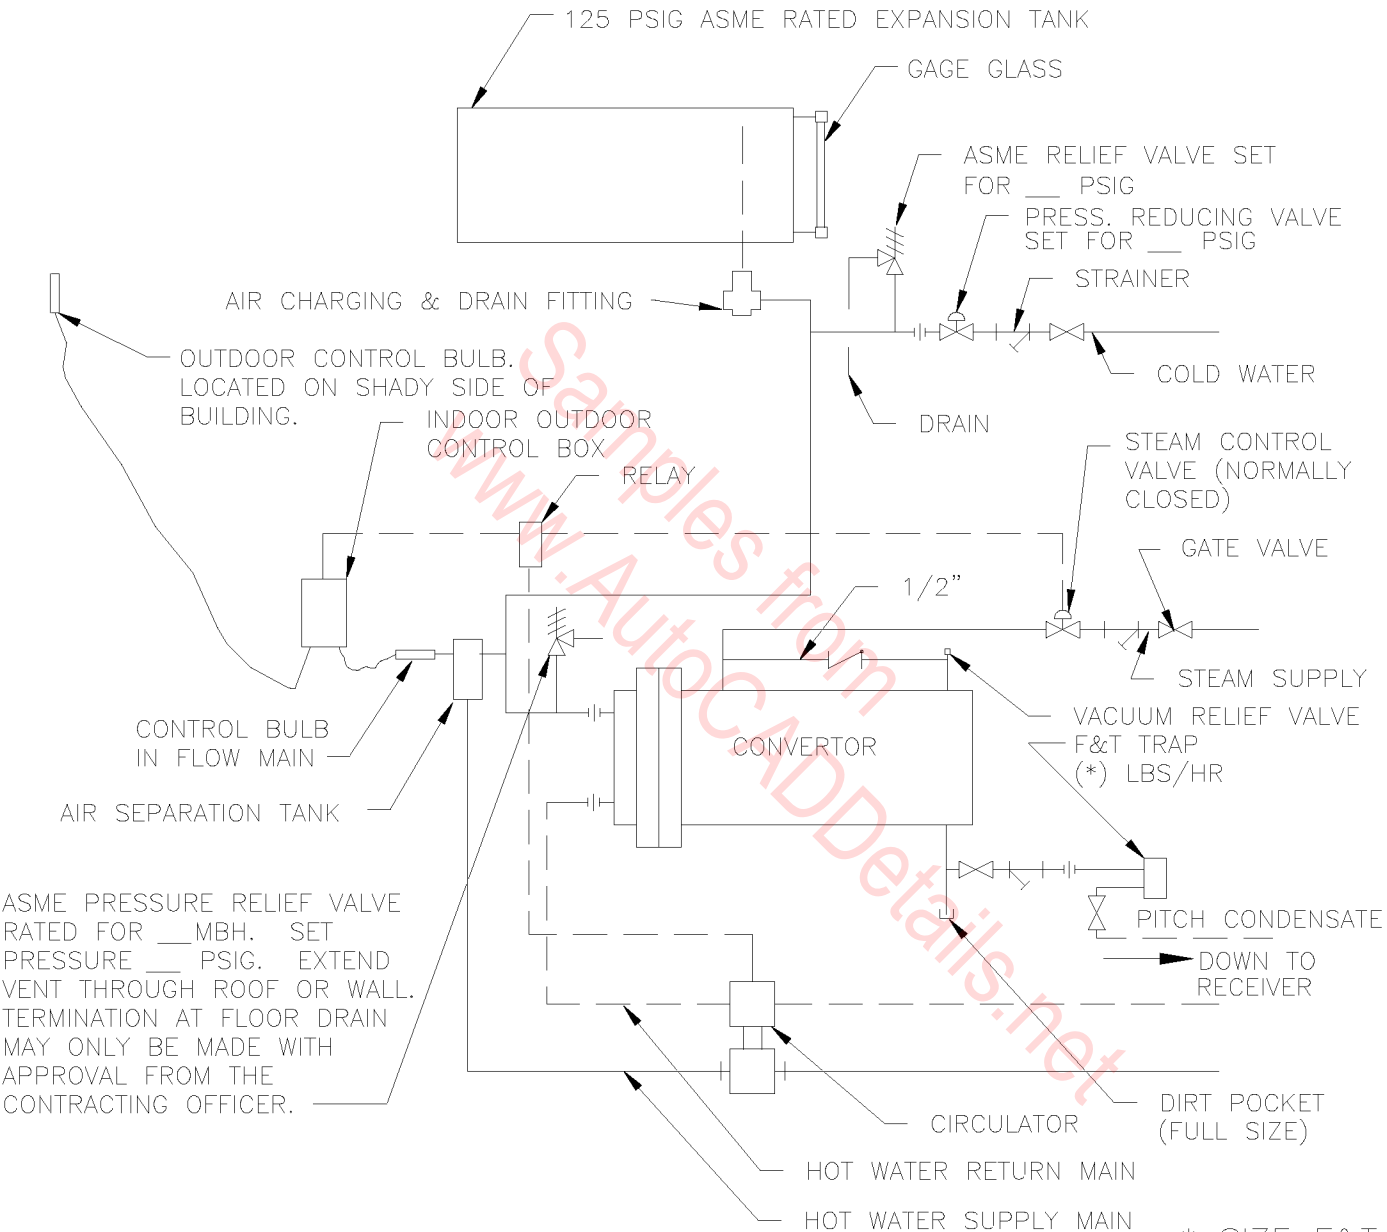 125 PSIG ASME RATED EXPANSION TANK
GAGE GLASS
ASME RELIEF VALVE SET
FOR ___ PSIG
PRESS. REDUCING VALVE
SET FOR ___ PSIG
STRAINER
AIR CHARGING & DRAIN FITTING
OUTDOOR CONTROL BULB.
LOCATED ON SHADY SIDE OF
BUILDING.
COLD WATER
INDOOR OUTDOOR
CONTROL BOX
DRAIN
RELAY
STEAM CONTROL
VALVE (NORMALLY
CLOSED)
GATE VALVE
1/2"
STEAM SUPPLY
CONTROL BULB
IN FLOW MAIN
CONVERTOR
VACUUM RELIEF VALVE
F&T TRAP
(*) LBS/HR
AIR SEPARATION TANK
ASME PRESSURE RELIEF VALVE
RATED FOR ___MBH. SET
PRESSURE ___ PSIG. EXTEND
VENT THROUGH ROOF OR WALL.
TERMINATION AT FLOOR DRAIN
MAY ONLY BE MADE WITH
APPROVAL FROM THE
CONTRACTING OFFICER.
PITCH CONDENSATE
DOWN TO
RECEIVER
DIRT POCKET
(FULL SIZE)
CIRCULATOR
HOT WATER RETURN MAIN
HOT WATER SUPPLY MAIN
* SIZE F&T
Samples from
www.AutoCADDetails.net